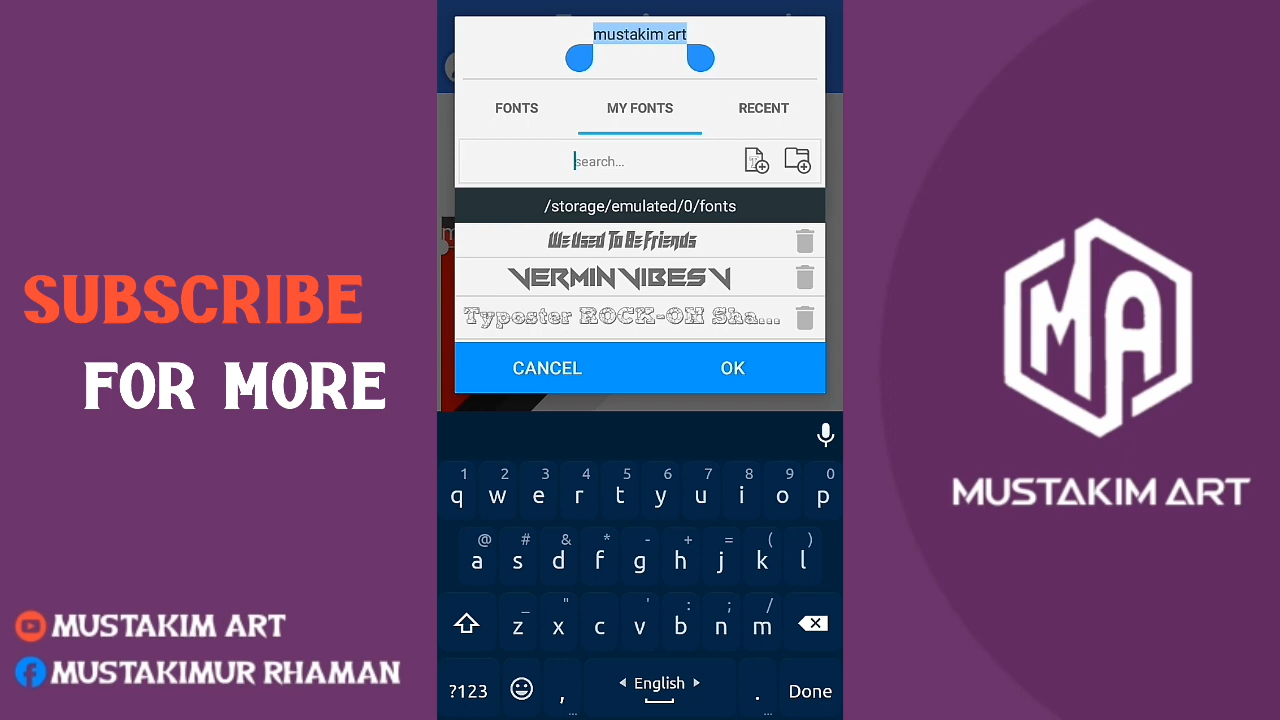 SUBSCRIBE
FOR MORE
MUSTAKIM ART
MUSTAKIMUR RHAMAN
mustakim art
FONTS
MY FONTS
RECENT
search...
/storage/emulated/0/fonts
We Used To Be Friends
VERMIN VIBES V
Typoster ROCK-ON Sha...
CANCEL
OK
1 2 3 4 5 6 7 8 9 0
q w e r t y u i o p
@ # & * - + = ( )
a s d f g h j k l
_ " ' : ; /
z x c v b n m
?123 , English . Done
MA
MUSTAKIM ART